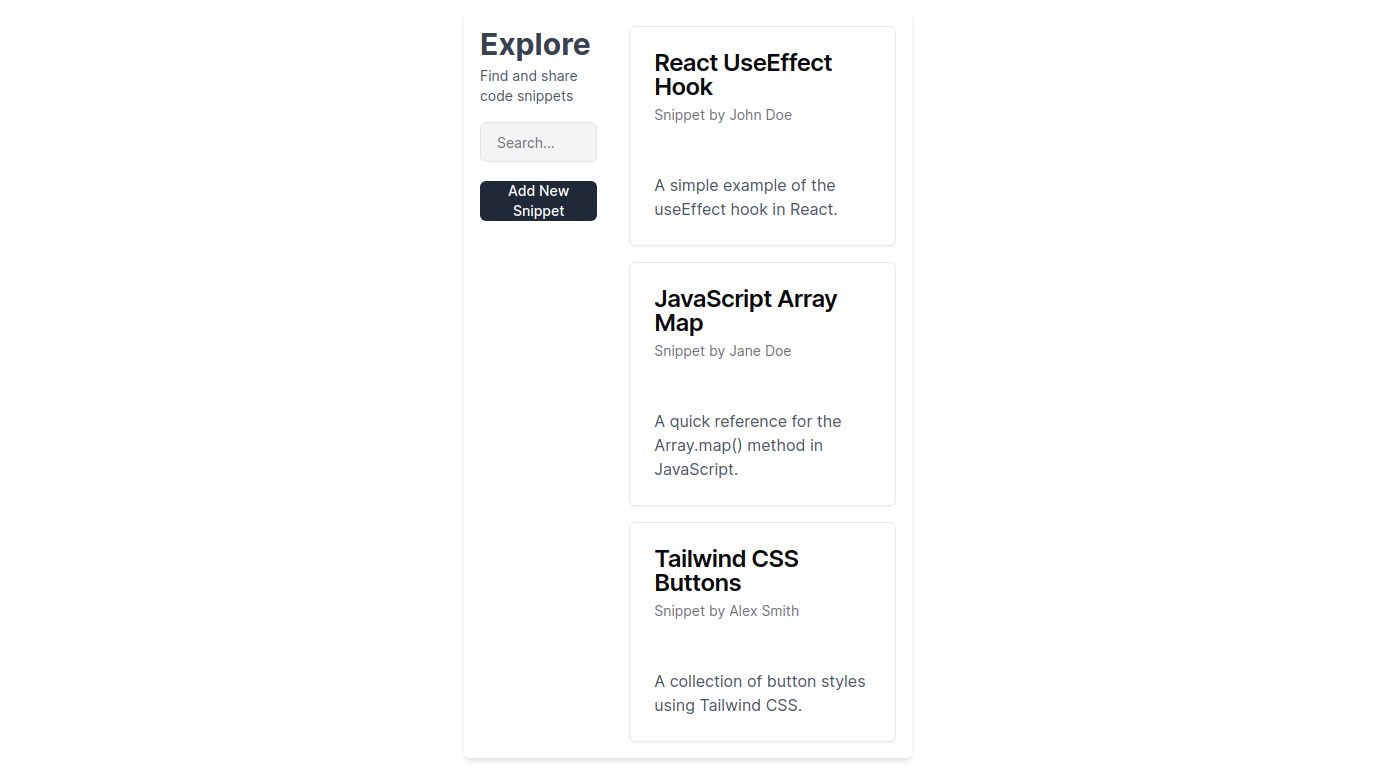 Explore
Find and share
code snippets
Search...
Add New
Snippet
React UseEffect
Hook
Snippet by John Doe
A simple example of the
useEffect hook in React.
JavaScript Array
Map
Snippet by Jane Doe
A quick reference for the
Array.map() method in
JavaScript.
Tailwind CSS
Buttons
Snippet by Alex Smith
A collection of button styles
using Tailwind CSS.